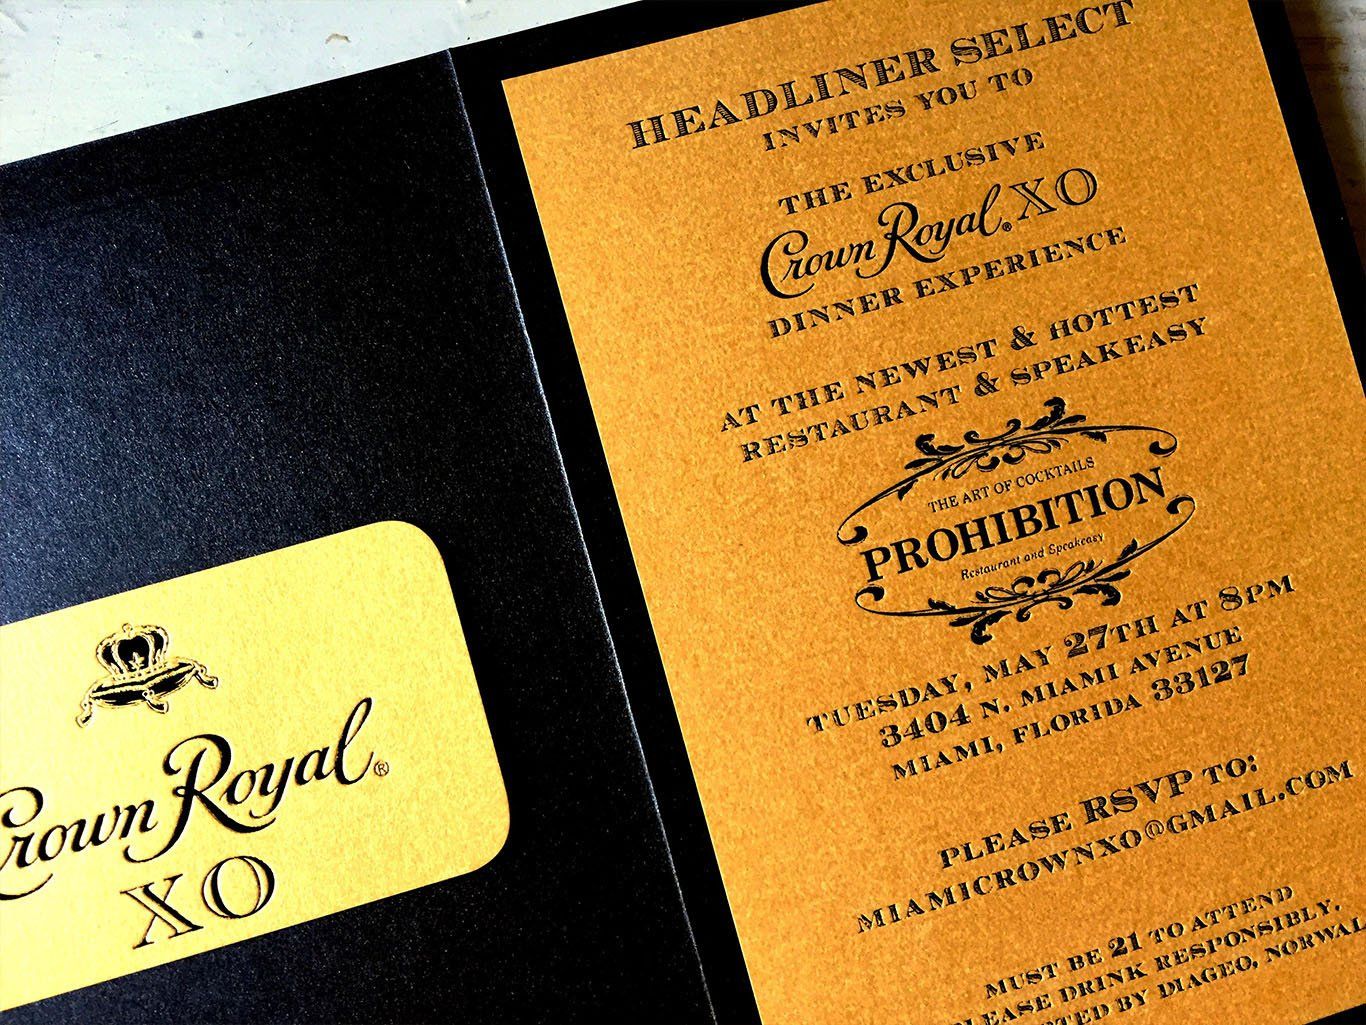 Crown Royal®
XO
HEADLINER SELECT
INVITES YOU TO
THE EXCLUSIVE
Crown Royal® XO
DINNER EXPERIENCE
AT THE NEWEST & HOTTEST
RESTAURANT & SPEAKEASY
THE ART OF COCKTAILS
PROHIBITION
Restaurant and Speakeasy
TUESDAY, MAY 27TH AT 8PM
3404 N. MIAMI AVENUE
MIAMI, FLORIDA 33127
PLEASE RSVP TO:
MIAMICROWNXO@GMAIL.COM
MUST BE 21 TO ATTEND
PLEASE DRINK RESPONSIBLY.
BY DIAGEO,